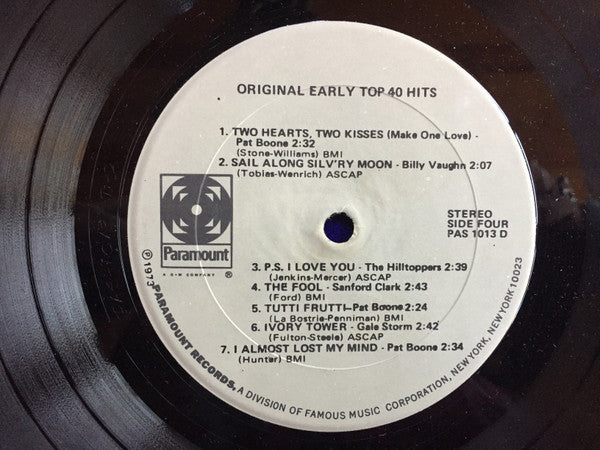 ORIGINAL EARLY TOP 40 HITS
1. TWO HEARTS, TWO KISSES (Make One Love) -
Pat Boone 2:32
(Stone-Williams) BMI
2. SAIL ALONG SILV'RY MOON - Billy Vaughn 2:07
(Tobias-Wenrich) ASCAP
Paramount
A G+W COMPANY ®
STEREO
SIDE FOUR
PAS 1013 D
3. P.S. I LOVE YOU - The Hilltoppers 2:39
(Jenkins-Mercer) ASCAP
4. THE FOOL - Sanford Clark 2:43
(Ford) BMI
5. TUTTI FRUTTI-Pat Boone 2:24
(La Bostrie-Penniman) BMI
6. IVORY TOWER - Gale Storm 2:42
(Fulton-Steele) ASCAP
7. I ALMOST LOST MY MIND - Pat Boone 2:34
(Hunter) BMI
℗1973 PARAMOUNT RECORDS, A DIVISION OF FAMOUS MUSIC CORPORATION, NEW YORK, NEW YORK 10023